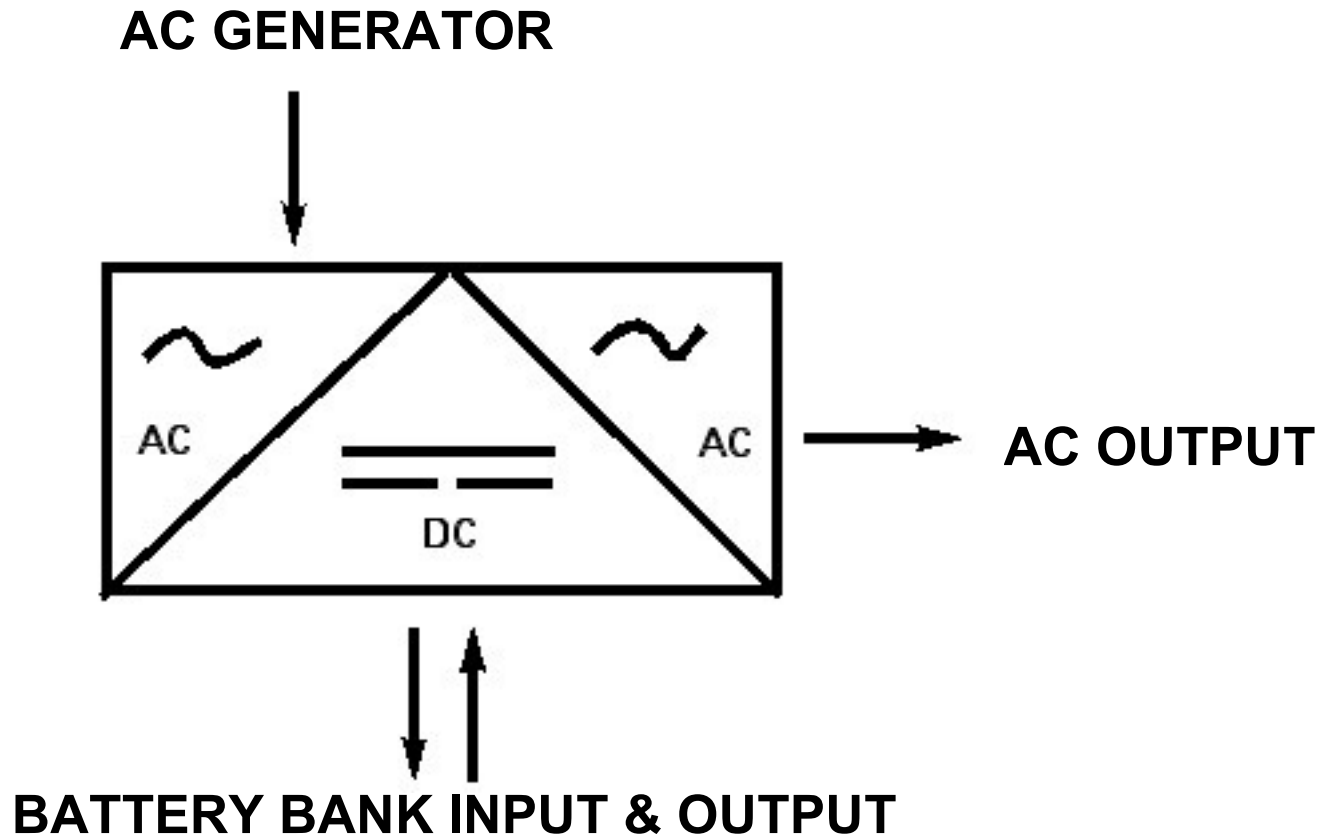 AC GENERATOR
AC
AC
AC OUTPUT
DC
BATTERY BANK INPUT & OUTPUT